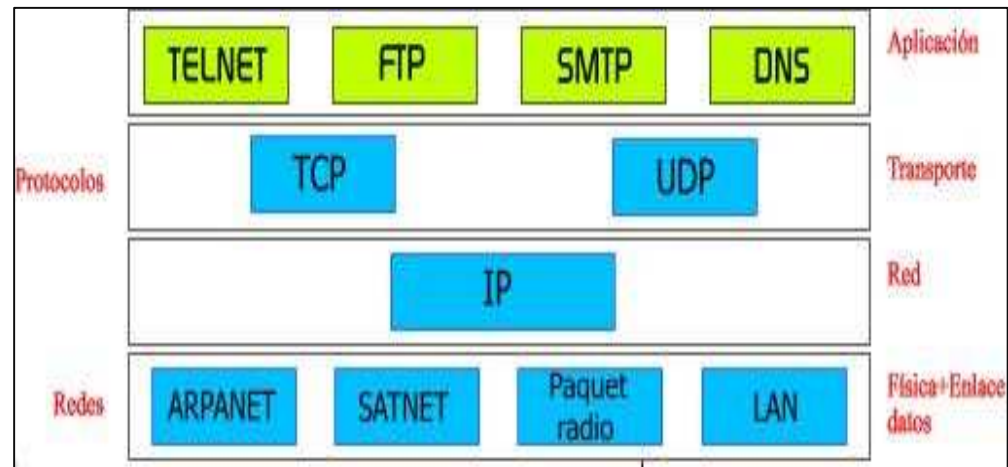 TELNET FTP SMTP DNS Aplicación
Protocolos TCP UDP Transporte
IP Red
Redes ARPANET SATNET Paquet radio LAN Física+Enlace datos